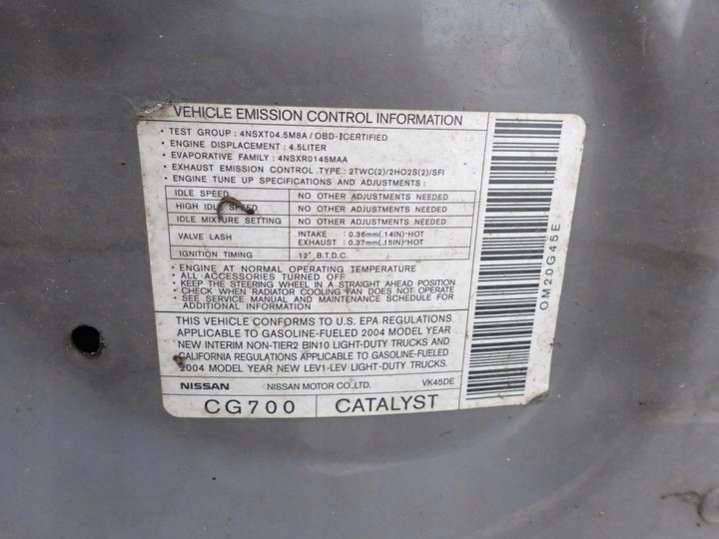 VEHICLE EMISSION CONTROL INFORMATION
• TEST GROUP : 4NSXT04.5M8A / OBD-ⅡCERTIFIED
• ENGINE DISPLACEMENT : 4.5LITER
• EVAPORATIVE FAMILY : 4NSXR0145MAA
• EXHAUST EMISSION CONTROL TYPE : 2TWC(2)/2HO2S(2)/SFI
• ENGINE TUNE UP SPECIFICATIONS AND ADJUSTMENTS:
IDLE SPEED NO OTHER ADJUSTMENTS NEEDED
HIGH IDLE SPEED NO OTHER ADJUSTMENTS NEEDED
IDLE MIXTURE SETTING NO OTHER ADJUSTMENTS NEEDED
VALVE LASH INTAKE : 0.36mm(.14IN)-HOT
EXHAUST : 0.37mm(.15IN)-HOT
IGNITION TIMING 12° B.T.D.C.
• ENGINE AT NORMAL OPERATING TEMPERATURE
• ALL ACCESSORIES TURNED OFF
• KEEP THE STEERING WHEEL IN A STRAIGHT AHEAD POSITION
• CHECK WHEN RADIATOR COOLING FAN DOES NOT OPERATE
• SEE SERVICE MANUAL AND MAINTENANCE SCHEDULE FOR
ADDITIONAL INFORMATION
THIS VEHICLE CONFORMS TO U.S. EPA REGULATIONS
APPLICABLE TO GASOLINE-FUELED 2004 MODEL YEAR
NEW INTERIM NON-TIER2 BIN10 LIGHT-DUTY TRUCKS AND
CALIFORNIA REGULATIONS APPLICABLE TO GASOLINE-FUELED
2004 MODEL YEAR NEW LEV1-LEV LIGHT-DUTY TRUCKS.
NISSAN NISSAN MOTOR CO.,LTD. VK45DE
CG700 CATALYST
OM20G45E